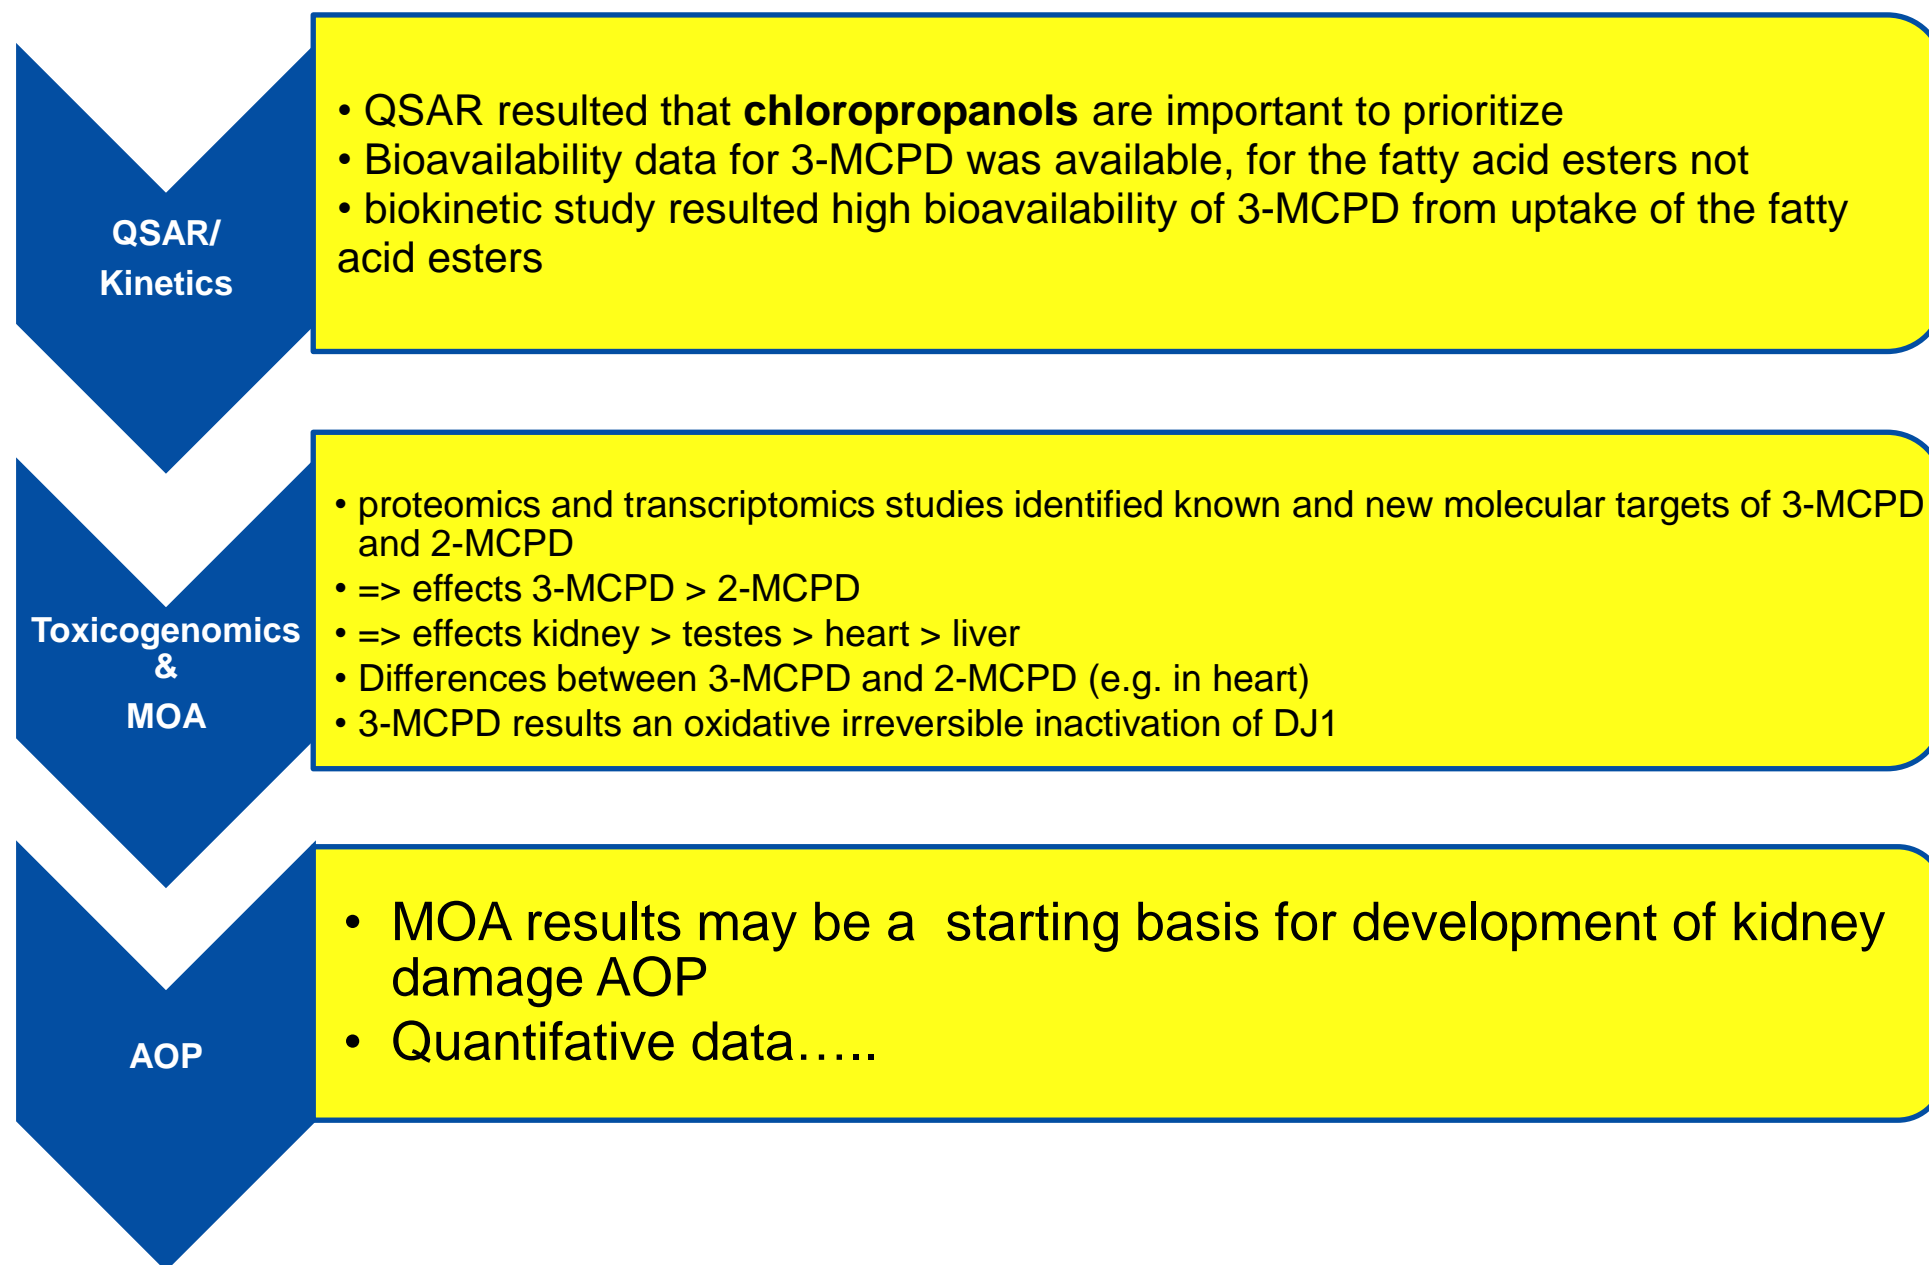 QSAR/
Kinetics
• QSAR resulted that chloropropanols are important to prioritize
• Bioavailability data for 3-MCPD was available, for the fatty acid esters not
• biokinetic study resulted high bioavailability of 3-MCPD from uptake of the fatty
acid esters
Toxicogenomics
&
MOA
• proteomics and transcriptomics studies identified known and new molecular targets of 3-MCPD
and 2-MCPD
• => effects 3-MCPD > 2-MCPD
• => effects kidney > testes > heart > liver
• Differences between 3-MCPD and 2-MCPD (e.g. in heart)
• 3-MCPD results an oxidative irreversible inactivation of DJ1
AOP
• MOA results may be a  starting basis for development of kidney
damage AOP
• Quantifative data…..